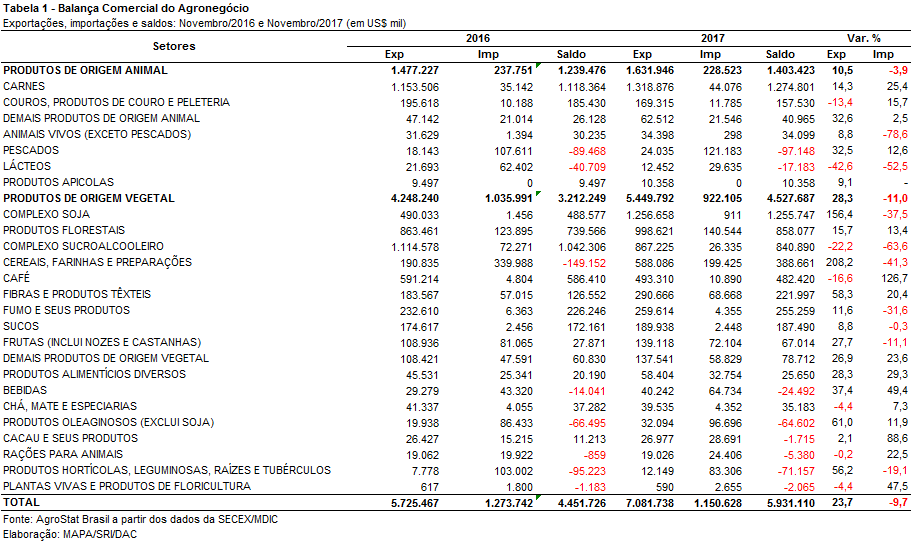 Tabela 1 - Balança Comercial do Agronegócio
Exportações, importações e saldos: Novembro/2016 e Novembro/2017 (em US$ mil)
Setores 2016 2017 Var. %
Exp Imp Saldo Exp Imp Saldo Exp Imp
PRODUTOS DE ORIGEM ANIMAL 1.477.227 237.751 1.239.476 1.631.946 228.523 1.403.423 10,5 -3,9
CARNES 1.153.506 35.142 1.118.364 1.318.876 44.076 1.274.801 14,3 25,4
COUROS, PRODUTOS DE COURO E PELETERIA 195.618 10.188 185.430 169.315 11.785 157.530 -13,4 15,7
DEMAIS PRODUTOS DE ORIGEM ANIMAL 47.142 21.014 26.128 62.512 21.546 40.965 32,6 2,5
ANIMAIS VIVOS (EXCETO PESCADOS) 31.629 1.394 30.235 34.398 298 34.099 8,8 -78,6
PESCADOS 18.143 107.611 -89.468 24.035 121.183 -97.148 32,5 12,6
LÁCTEOS 21.693 62.402 -40.709 12.452 29.635 -17.183 -42,6 -52,5
PRODUTOS APICOLAS 9.497 0 9.497 10.358 0 10.358 9,1 -
PRODUTOS DE ORIGEM VEGETAL 4.248.240 1.035.991 3.212.249 5.449.792 922.105 4.527.687 28,3 -11,0
COMPLEXO SOJA 490.033 1.456 488.577 1.256.658 911 1.255.747 156,4 -37,5
PRODUTOS FLORESTAIS 863.461 123.895 739.566 998.621 140.544 858.077 15,7 13,4
COMPLEXO SUCROALCOOLEIRO 1.114.578 72.271 1.042.306 867.225 26.335 840.890 -22,2 -63,6
CEREAIS, FARINHAS E PREPARAÇÕES 190.835 339.988 -149.152 588.086 199.425 388.661 208,2 -41,3
CAFÉ 591.214 4.804 586.410 493.310 10.890 482.420 -16,6 126,7
FIBRAS E PRODUTOS TÊXTEIS 183.567 57.015 126.552 290.666 68.668 221.997 58,3 20,4
FUMO E SEUS PRODUTOS 232.610 6.363 226.246 259.614 4.355 255.259 11,6 -31,6
SUCOS 174.617 2.456 172.161 189.938 2.448 187.490 8,8 -0,3
FRUTAS (INCLUI NOZES E CASTANHAS) 108.936 81.065 27.871 139.118 72.104 67.014 27,7 -11,1
DEMAIS PRODUTOS DE ORIGEM VEGETAL 108.421 47.591 60.830 137.541 58.829 78.712 26,9 23,6
PRODUTOS ALIMENTÍCIOS DIVERSOS 45.531 25.341 20.190 58.404 32.754 25.650 28,3 29,3
BEBIDAS 29.279 43.320 -14.041 40.242 64.734 -24.492 37,4 49,4
CHÁ, MATE E ESPECIARIAS 41.337 4.055 37.282 39.535 4.352 35.183 -4,4 7,3
PRODUTOS OLEAGINOSOS (EXCLUI SOJA) 19.938 86.433 -66.495 32.094 96.696 -64.602 61,0 11,9
CACAU E SEUS PRODUTOS 26.427 15.215 11.213 26.977 28.691 -1.715 2,1 88,6
RAÇÕES PARA ANIMAIS 19.062 19.922 -859 19.026 24.406 -5.380 -0,2 22,5
PRODUTOS HORTÍCOLAS, LEGUMINOSAS, RAÍZES E TUBÉRCULOS 7.778 103.002 -95.223 12.149 83.306 -71.157 56,2 -19,1
PLANTAS VIVAS E PRODUTOS DE FLORICULTURA 617 1.800 -1.183 590 2.655 -2.065 -4,4 47,5
TOTAL 5.725.467 1.273.742 4.451.726 7.081.738 1.150.628 5.931.110 23,7 -9,7
Fonte: AgroStat Brasil a partir dos dados da SECEX/MDIC
Elaboração: MAPA/SRI/DAC